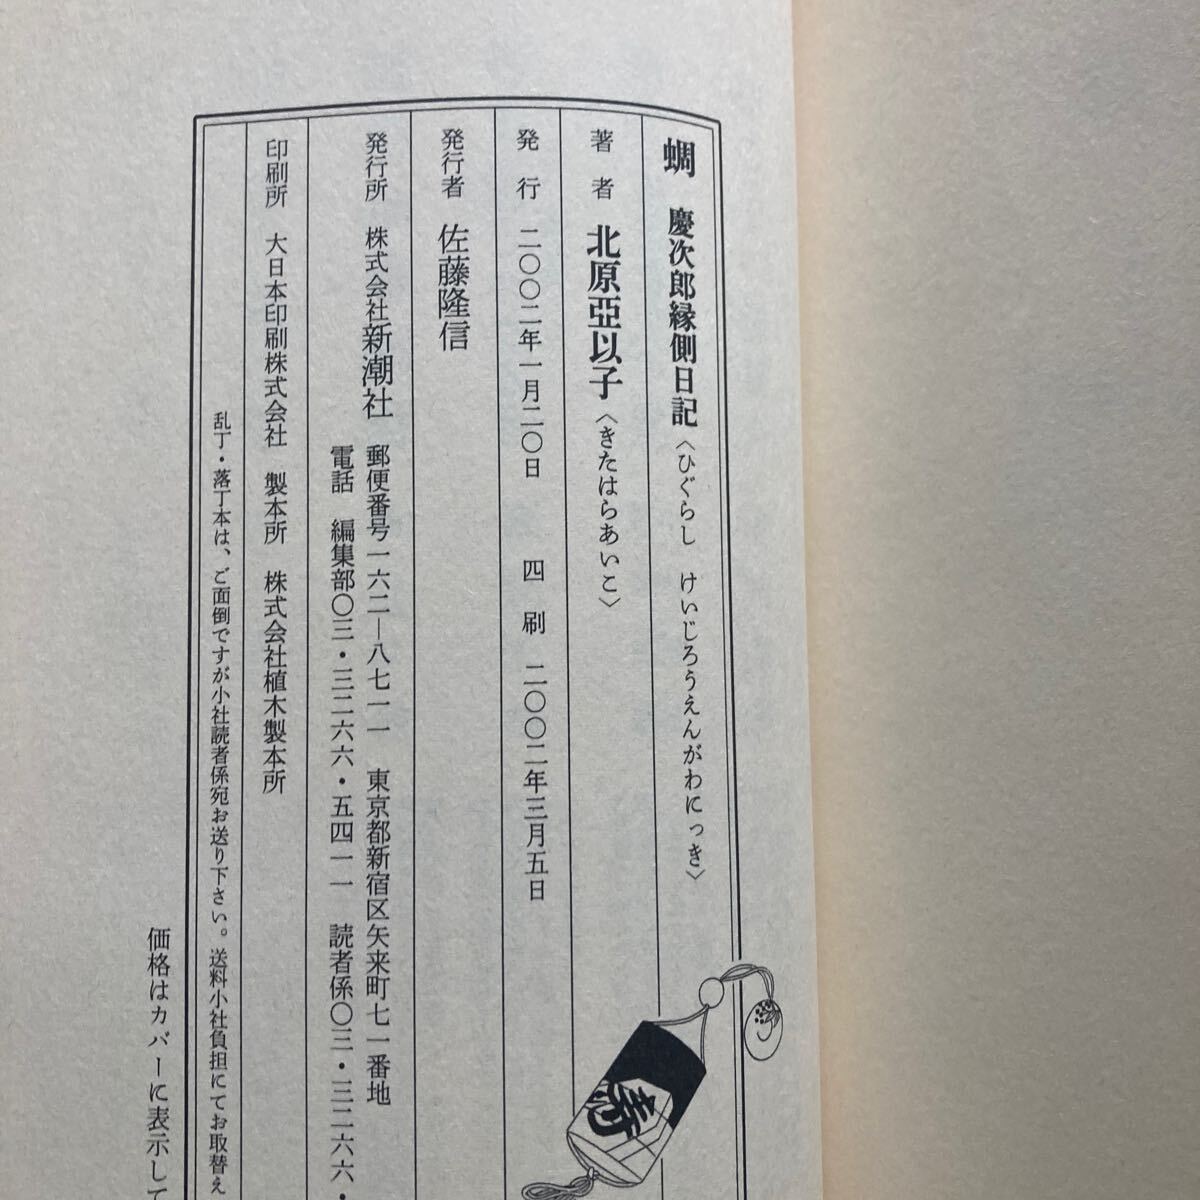 蜩　慶次郎縁側日記〈ひぐらし　けいじろうえんがわにっき〉
著者　北原亞以子〈きたはらあいこ〉
発行　二〇〇二年一月二〇日　四刷　二〇〇二年三月五日
発行者　佐藤隆信
発行所　株式会社新潮社
郵便番号一六二―八七一一　東京都新宿区矢来町七一番地
電話　編集部〇三・三二六六・五四一一　読者係〇三・三二六六・
印刷所　大日本印刷株式会社　製本所　株式会社植木製本所
乱丁・落丁本は、ご面倒ですが小社読者係宛お送り下さい。送料小社負担にてお取替え
価格はカバーに表示して
寿